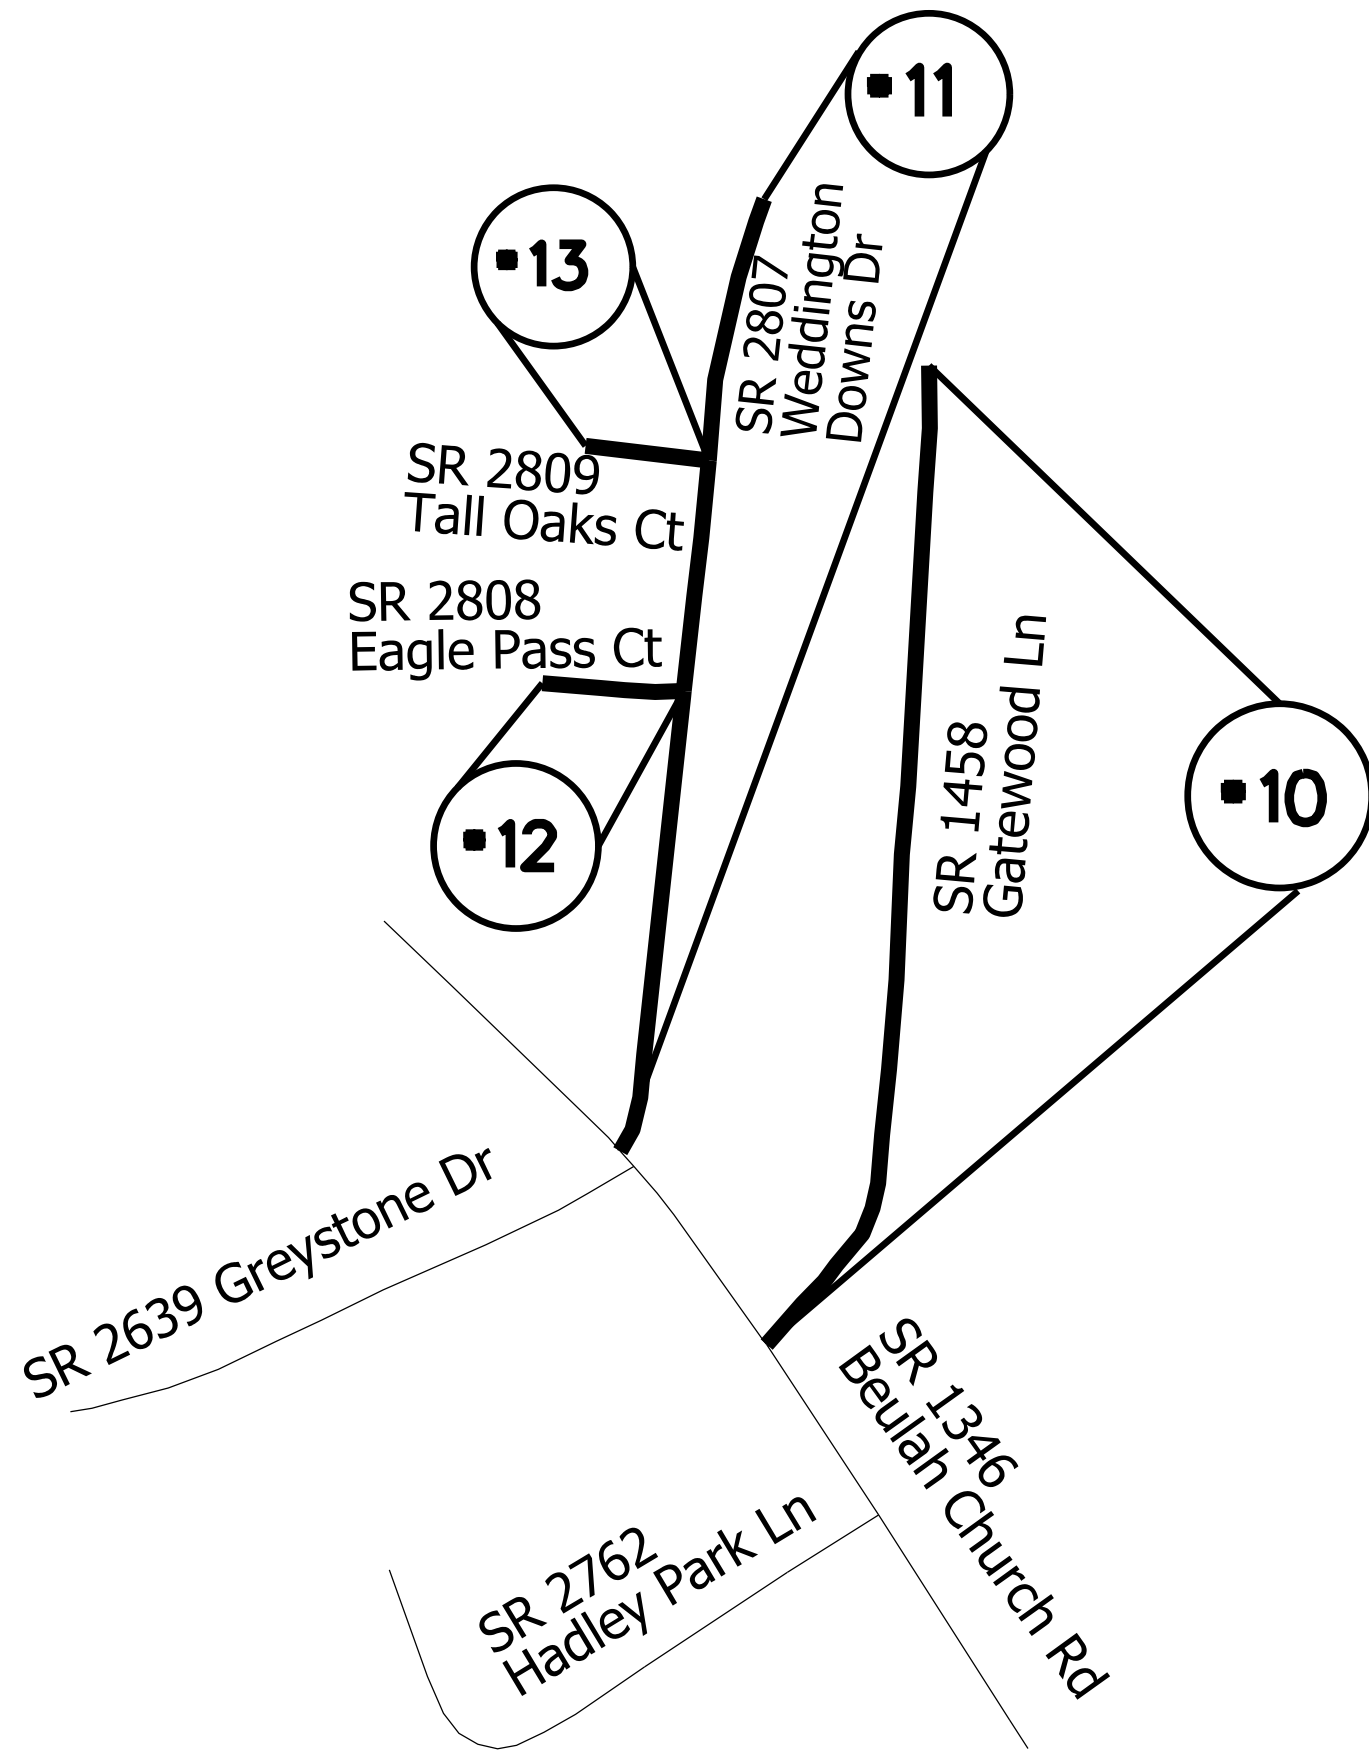 11
13
SR 2807
Weddington
Downs Dr
SR 2809
Tall Oaks Ct
SR 2808
Eagle Pass Ct
SR 1458
Gatewood Ln
10
12
SR 2639 Greystone Dr
SR 1346
Beulah Church Rd
SR 2762
Hadley Park Ln